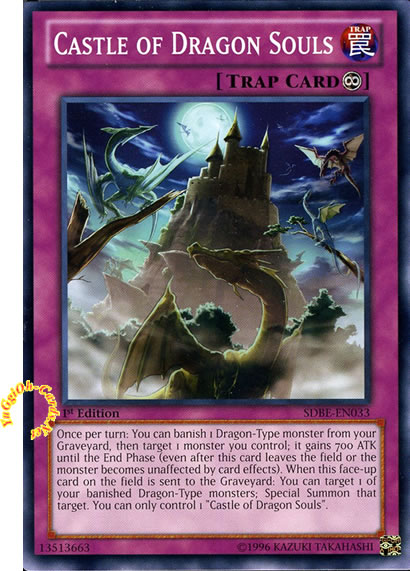 CASTLE OF DRAGON SOULS
TRAP
罠
[TRAP CARD ]
YuGiOh-Cards.Net
1st Edition
SDBE-EN033
Once per turn: You can banish 1 Dragon-Type monster from your
Graveyard, then target 1 monster you control; it gains 700 ATK
until the End Phase (even after this card leaves the field or the
monster becomes unaffected by card effects). When this face-up
card on the field is sent to the Graveyard: You can target 1 of
your banished Dragon-Type monsters; Special Summon that
target. You can only control 1 "Castle of Dragon Souls".
13513663
©1996 KAZUKI TAKAHASHI